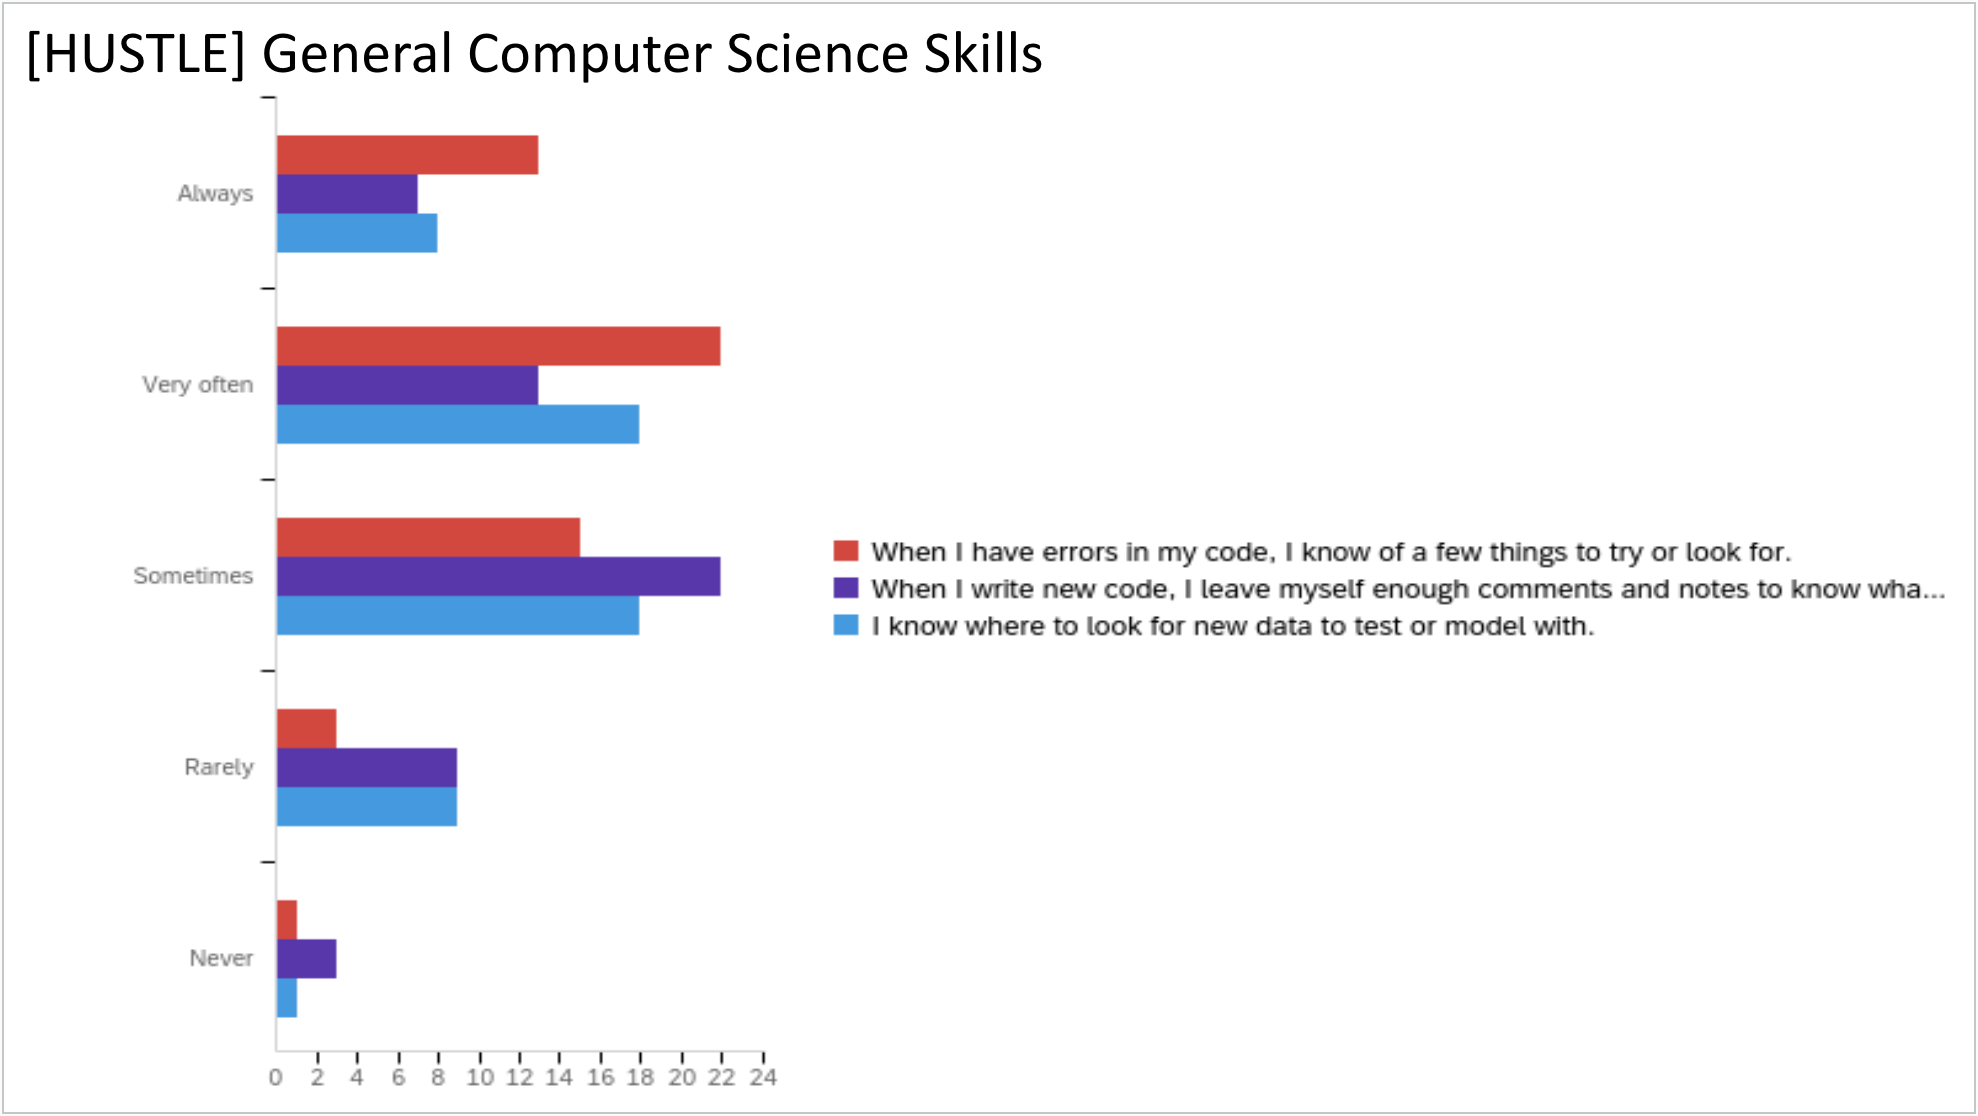 [HUSTLE] General Computer Science Skills
Always
Very often
Sometimes
When I have errors in my code, I know of a few things to try or look for.
When I write new code, I leave myself enough comments and notes to know wha...
I know where to look for new data to test or model with.
Rarely
Never
0 2 4 6 8 10 12 14 16 18 20 22 24